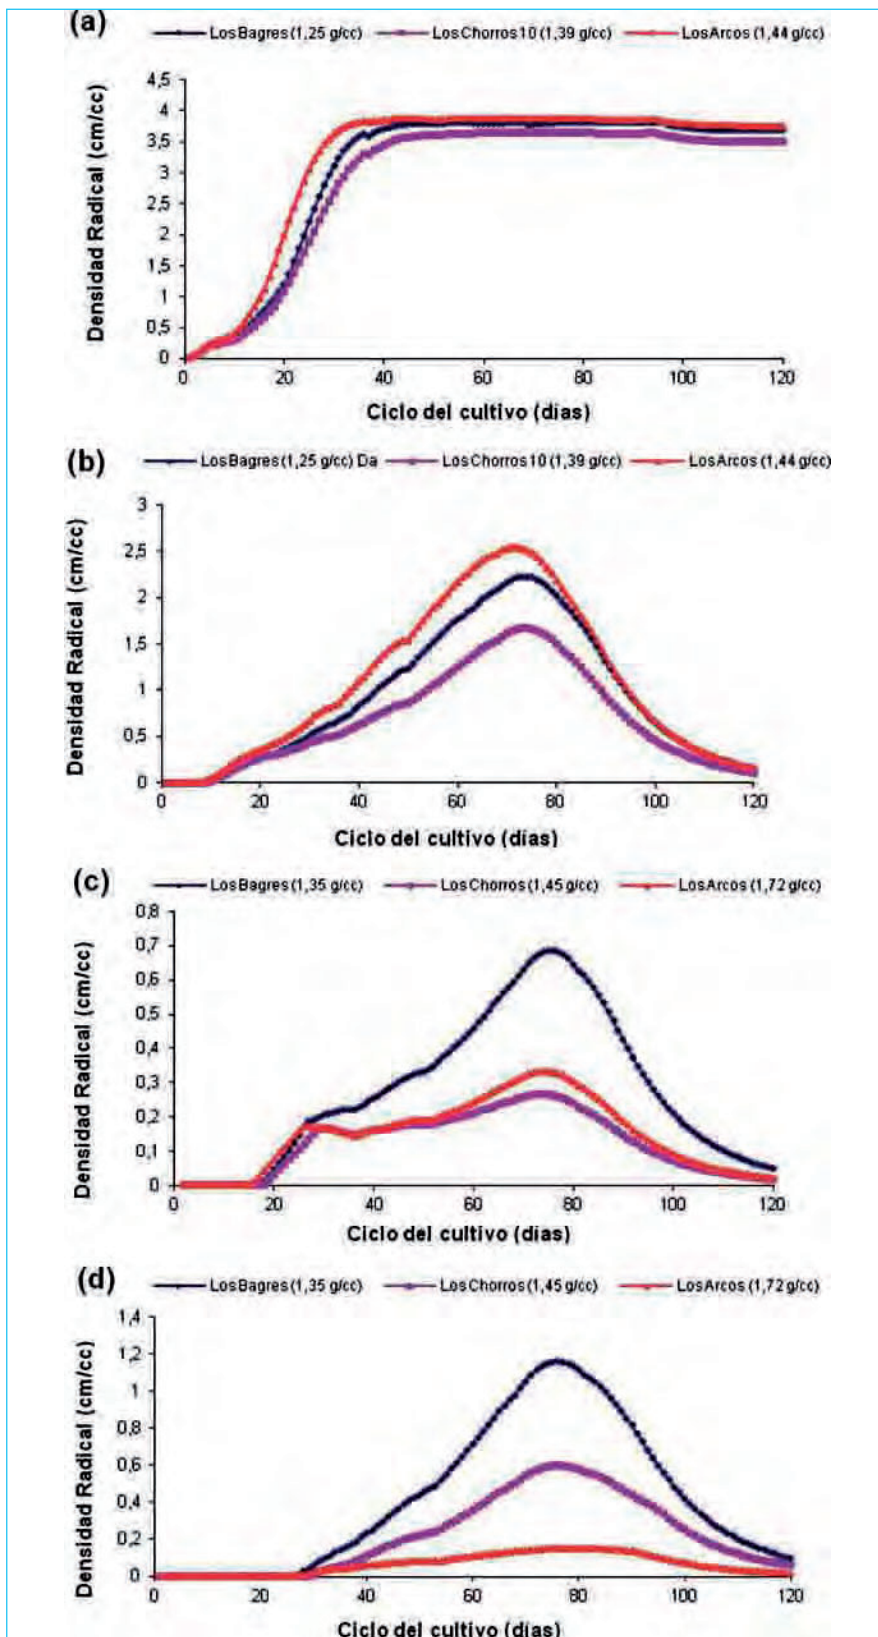 (a)
LosBagres (1,25 g/cc) LosChorros10 (1,39 g/cc) LosArcos (1,44 g/cc)
4,5
4
3,5
3
2,5
2
1,5
1
0,5
0
0 20 40 60 80 100 120
Densidad Radical (cm/cc)
Ciclo del cultivo (días)
(b)
LosBagres (1,25 g/cc) Da LosChorros10 (1,39 g/cc) LosArcos (1,44 g/cc)
3
2,5
2
1,5
1
0,5
0
0 20 40 60 80 100 120
Densidad Radical (cm/cc)
Ciclo del cultivo (días)
(c)
LosBagres (1,35 g/cc) LosChorros (1,45 g/cc) LosArcos (1,72 g/cc)
0,8
0,7
0,6
0,5
0,4
0,3
0,2
0,1
0
0 20 40 60 80 100 120
Densidad Radical (cm/cc)
Ciclo del cultivo (días)
(d)
LosBagres (1,35 g/cc) LosChorros (1,45 g/cc) LosArcos (1,72 g/cc)
1,4
1,2
1
0,8
0,6
0,4
0,2
0
0 20 40 60 80 100 120
Densidad Radical (cm/cc)
Ciclo del cultivo (días)